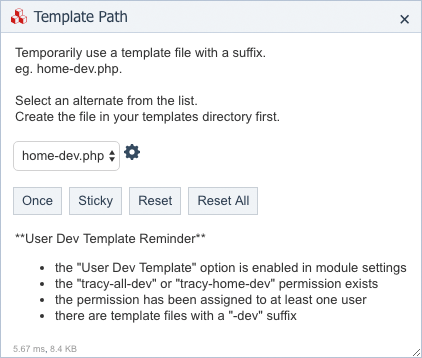 Template Path
Temporarily use a template file with a suffix.
eg. home-dev.php.
Select an alternate from the list.
Create the file in your templates directory first.
home-dev.php
Once Sticky Reset Reset All
**User Dev Template Reminder**
• the "User Dev Template" option is enabled in module settings
• the "tracy-all-dev" or "tracy-home-dev" permission exists
• the permission has been assigned to at least one user
• there are template files with a "-dev" suffix
5.67 ms, 8.4 KB